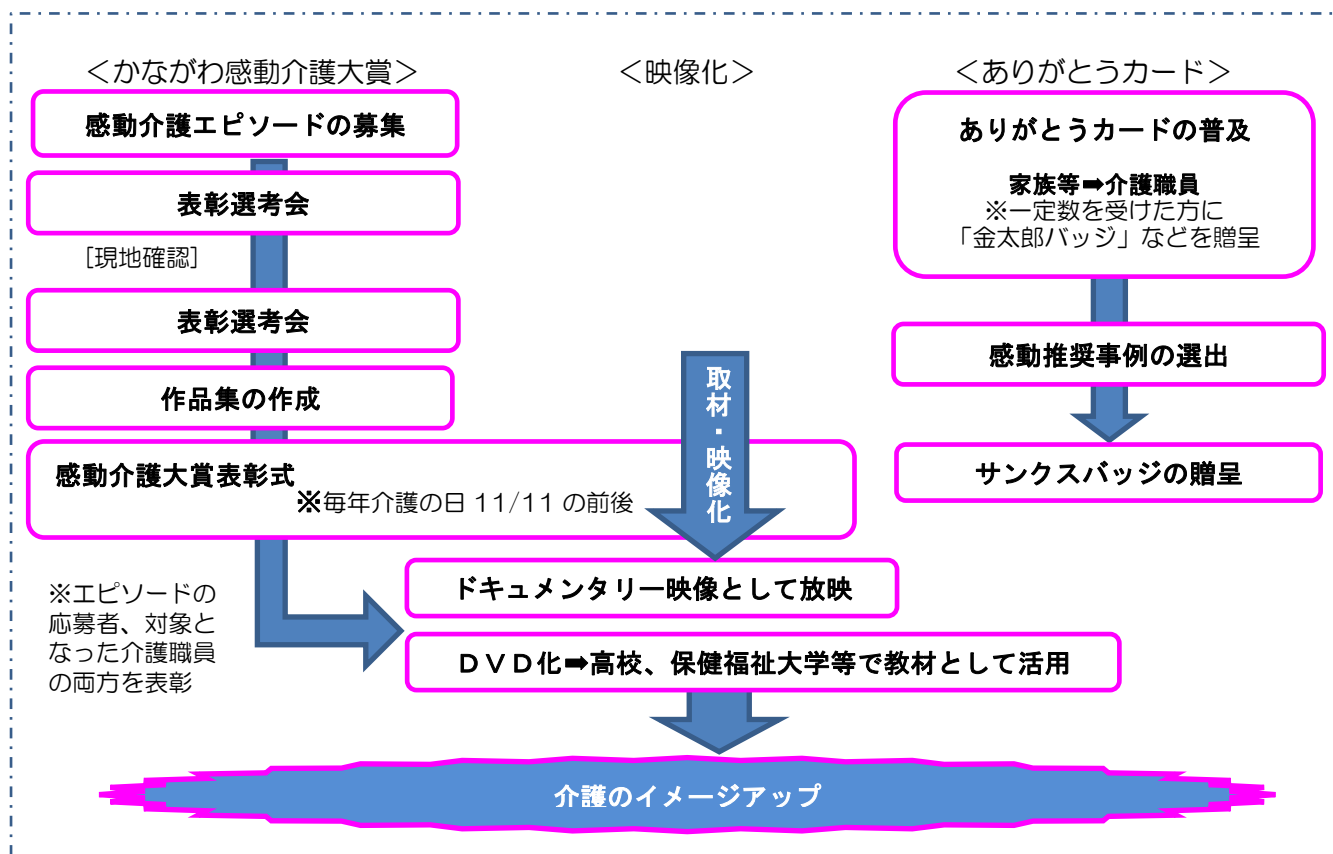 ＜かながわ感動介護大賞＞
＜映像化＞
＜ありがとうカード＞
感動介護エピソードの募集
表彰選考会
［現地確認］
表彰選考会
作品集の作成
感動介護大賞表彰式
※毎年介護の日 11/11 の前後
※エピソードの
応募者、対象と
なった介護職員
の両方を表彰
取材・映像化
ドキュメンタリー映像として放映
ＤＶＤ化➡高校、保健福祉大学等で教材として活用
ありがとうカードの普及
家族等➡介護職員
※一定数を受けた方に
「金太郎バッジ」などを贈呈
感動推奨事例の選出
サンクスバッジの贈呈
介護のイメージアップ